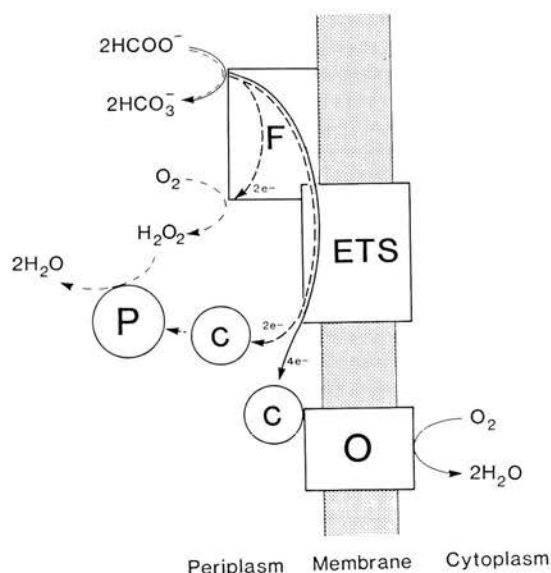 2HCOO⁻
2HCO₃⁻
F
O₂
2e-
H₂O₂
ETS
2H₂O
P
C
2e-
4e-
C
O
O₂
2H₂O
Periplasm Membrane Cytoplasm